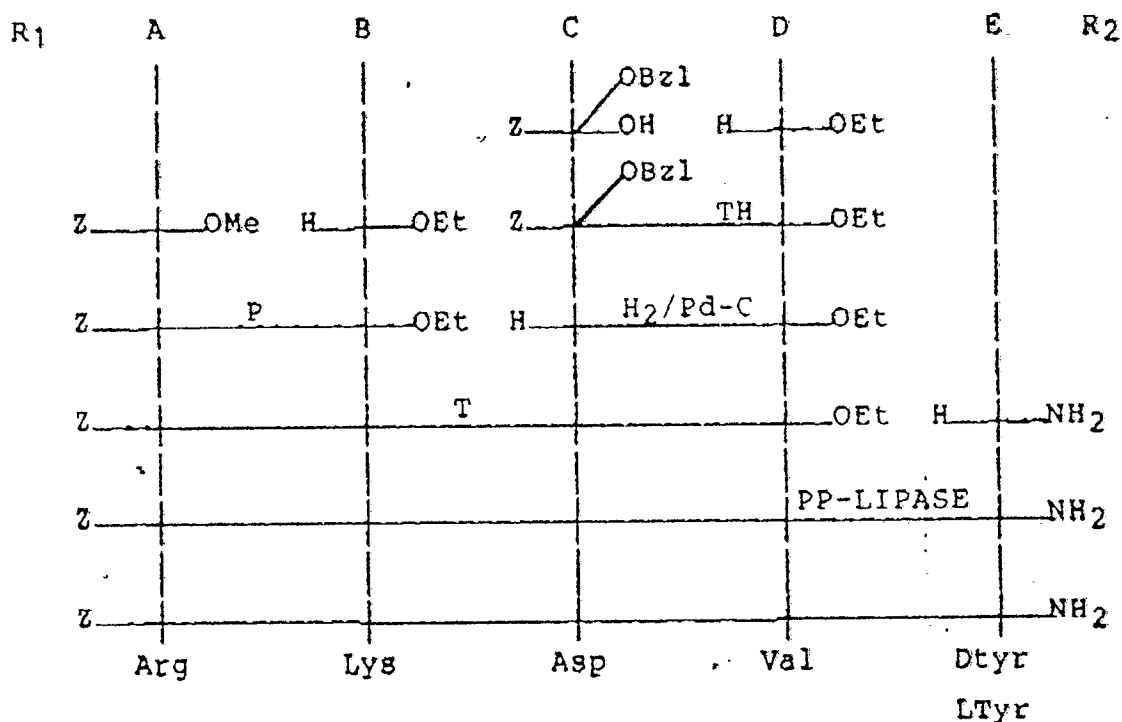 R1 A B C D E R2
OBzl
Z OH H OEt
OBzl
Z OMe H OEt Z TH OEt
Z P OEt H H2/Pd-C OEt
Z T OEt H NH2
Z PP-LIPASE NH2
Z NH2
Arg Lys Asp Val Dtyr
LTyr